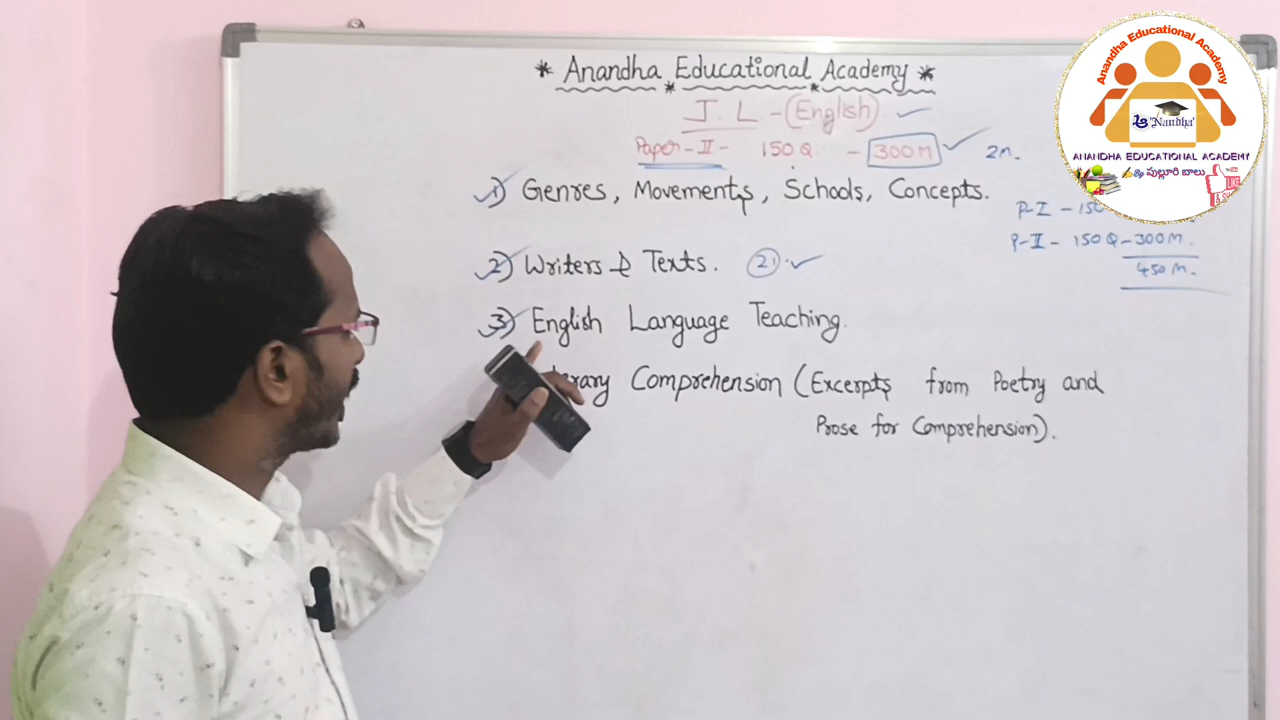 * Anandha Educational Academy *
J. L. - (English)
Paper - II - 150 Q - 300 M 2 M.
1) Genres, Movements, Schools, Concepts.
P-I - 150
P-II - 150 Q - 300 M.
450 M.
2) Writers & Texts. 21.
3) English Language Teaching.
Comprehension (Excerpts from Poetry and
Prose for Comprehension).
Anandha Educational Academy
'Nandha'
ANANDHA EDUCATIONAL ACADEMY
By పుల్లూరి బాలు